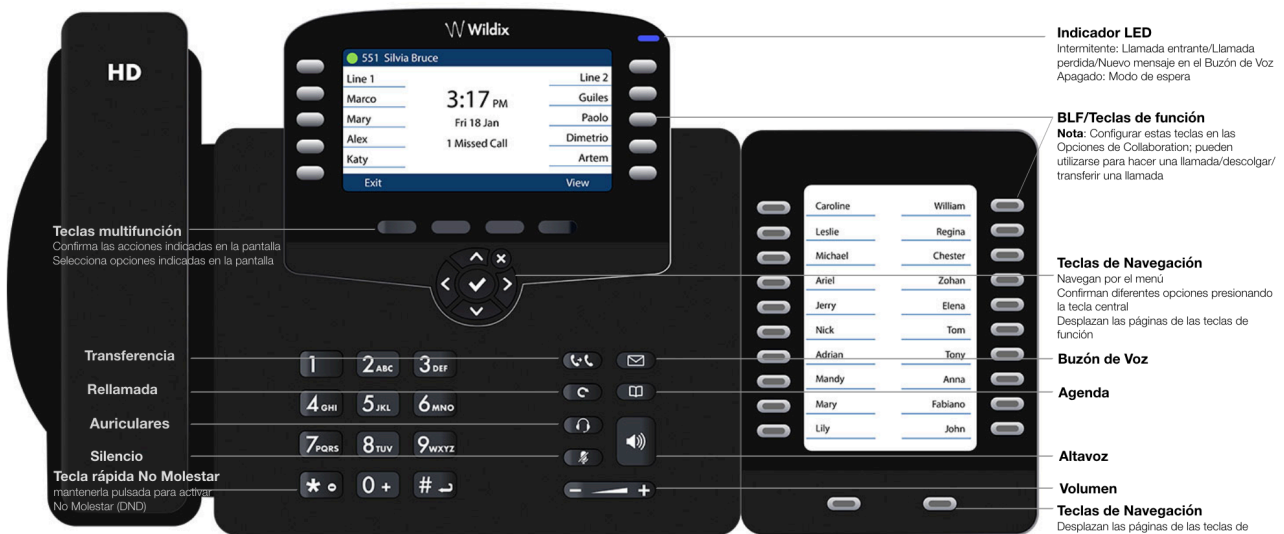 HD
Wildix
551 Silvia Bruce
Line 1
Line 2
Marco
Guiles
Mary
Paolo
Alex
Dimetrio
Katy
Artem
3:17 PM
Fri 18 Jan
1 Missed Call
Exit
View
Indicador LED
Intermitente: Llamada entrante/Llamada
perdida/Nuevo mensaje en el Buzón de Voz
Apagado: Modo de espera
BLF/Teclas de función
Nota: Configurar estas teclas en las
Opciones de Collaboration; pueden
utilizarse para hacer una llamada/descolgar/
transferir una llamada
Teclas multifunción
Confirma las acciones indicadas en la pantalla
Selecciona opciones indicadas en la pantalla
Teclas de Navegación
Navegan por el menú
Confirman diferentes opciones presionando
la tecla central
Desplazan las páginas de las teclas de
función
Caroline
William
Leslie
Regina
Michael
Chester
Ariel
Zohan
Jerry
Elena
Nick
Tom
Adrian
Tony
Mandy
Anna
Mary
Fabiano
Lily
John
Transferencia
Rellamada
Auriculares
Silencio
Tecla rápida No Molestar
mantenerla pulsada para activar
No Molestar (DND)
1
2 ABC
3 DEF
4 GHI
5 JKL
6 MNO
7 PQRS
8 TUV
9 WXYZ
*
0 +
#
− +
Buzón de Voz
Agenda
Altavoz
Volumen
Teclas de Navegación
Desplazan las páginas de las teclas de